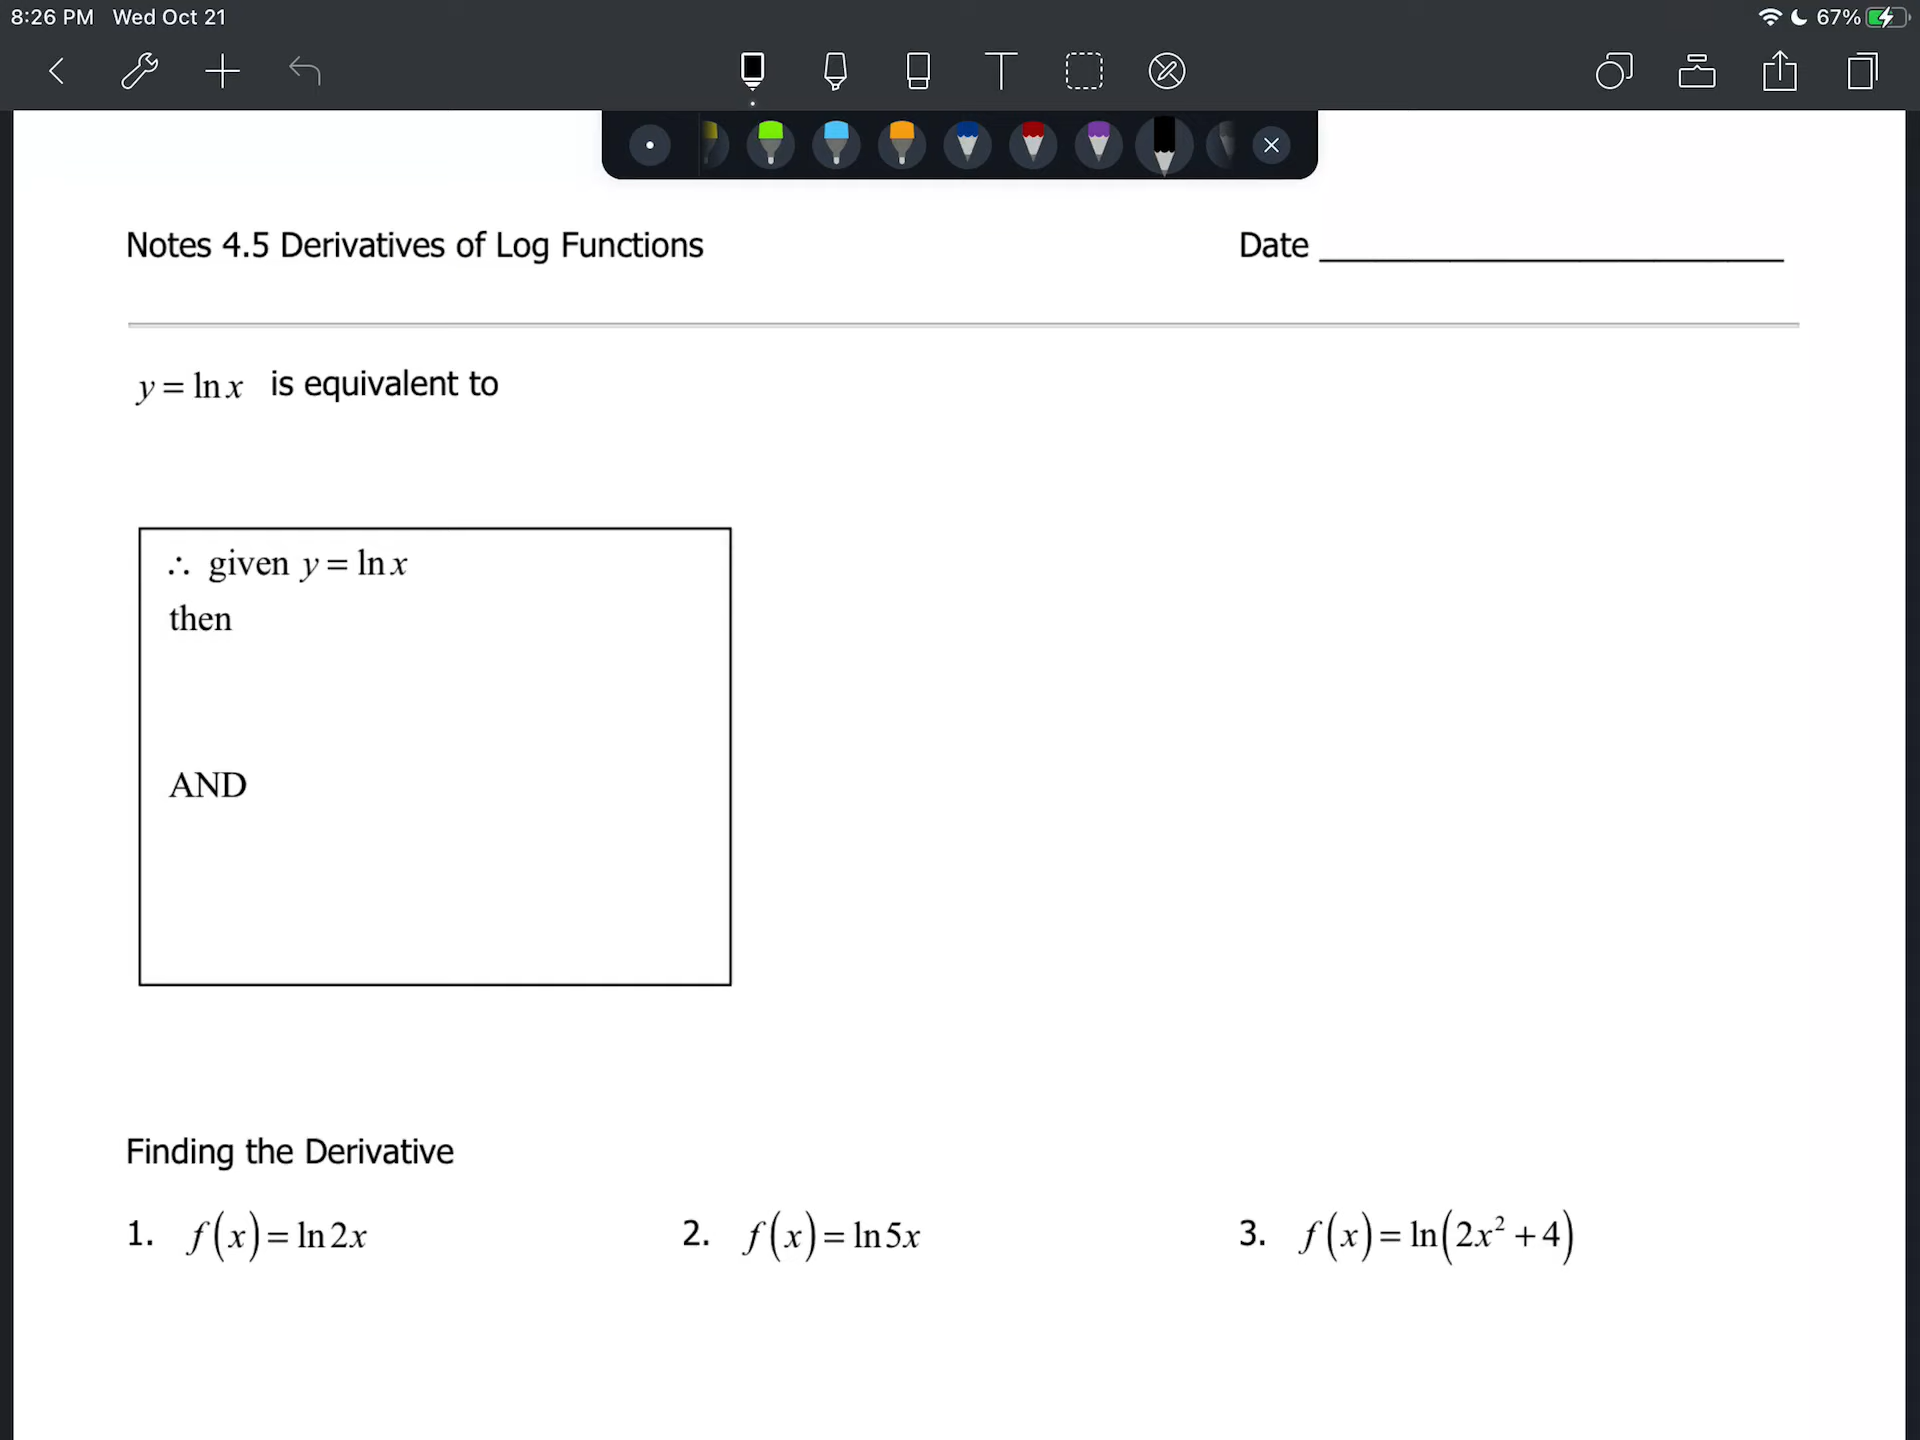 8:26 PM Wed Oct 21 67%
Notes 4.5 Derivatives of Log Functions Date ____________________
y = ln x is equivalent to
∴ given y = ln x
then
AND
Finding the Derivative
1. f(x) = ln 2x 2. f(x) = ln 5x 3. f(x) = ln(2x² + 4)